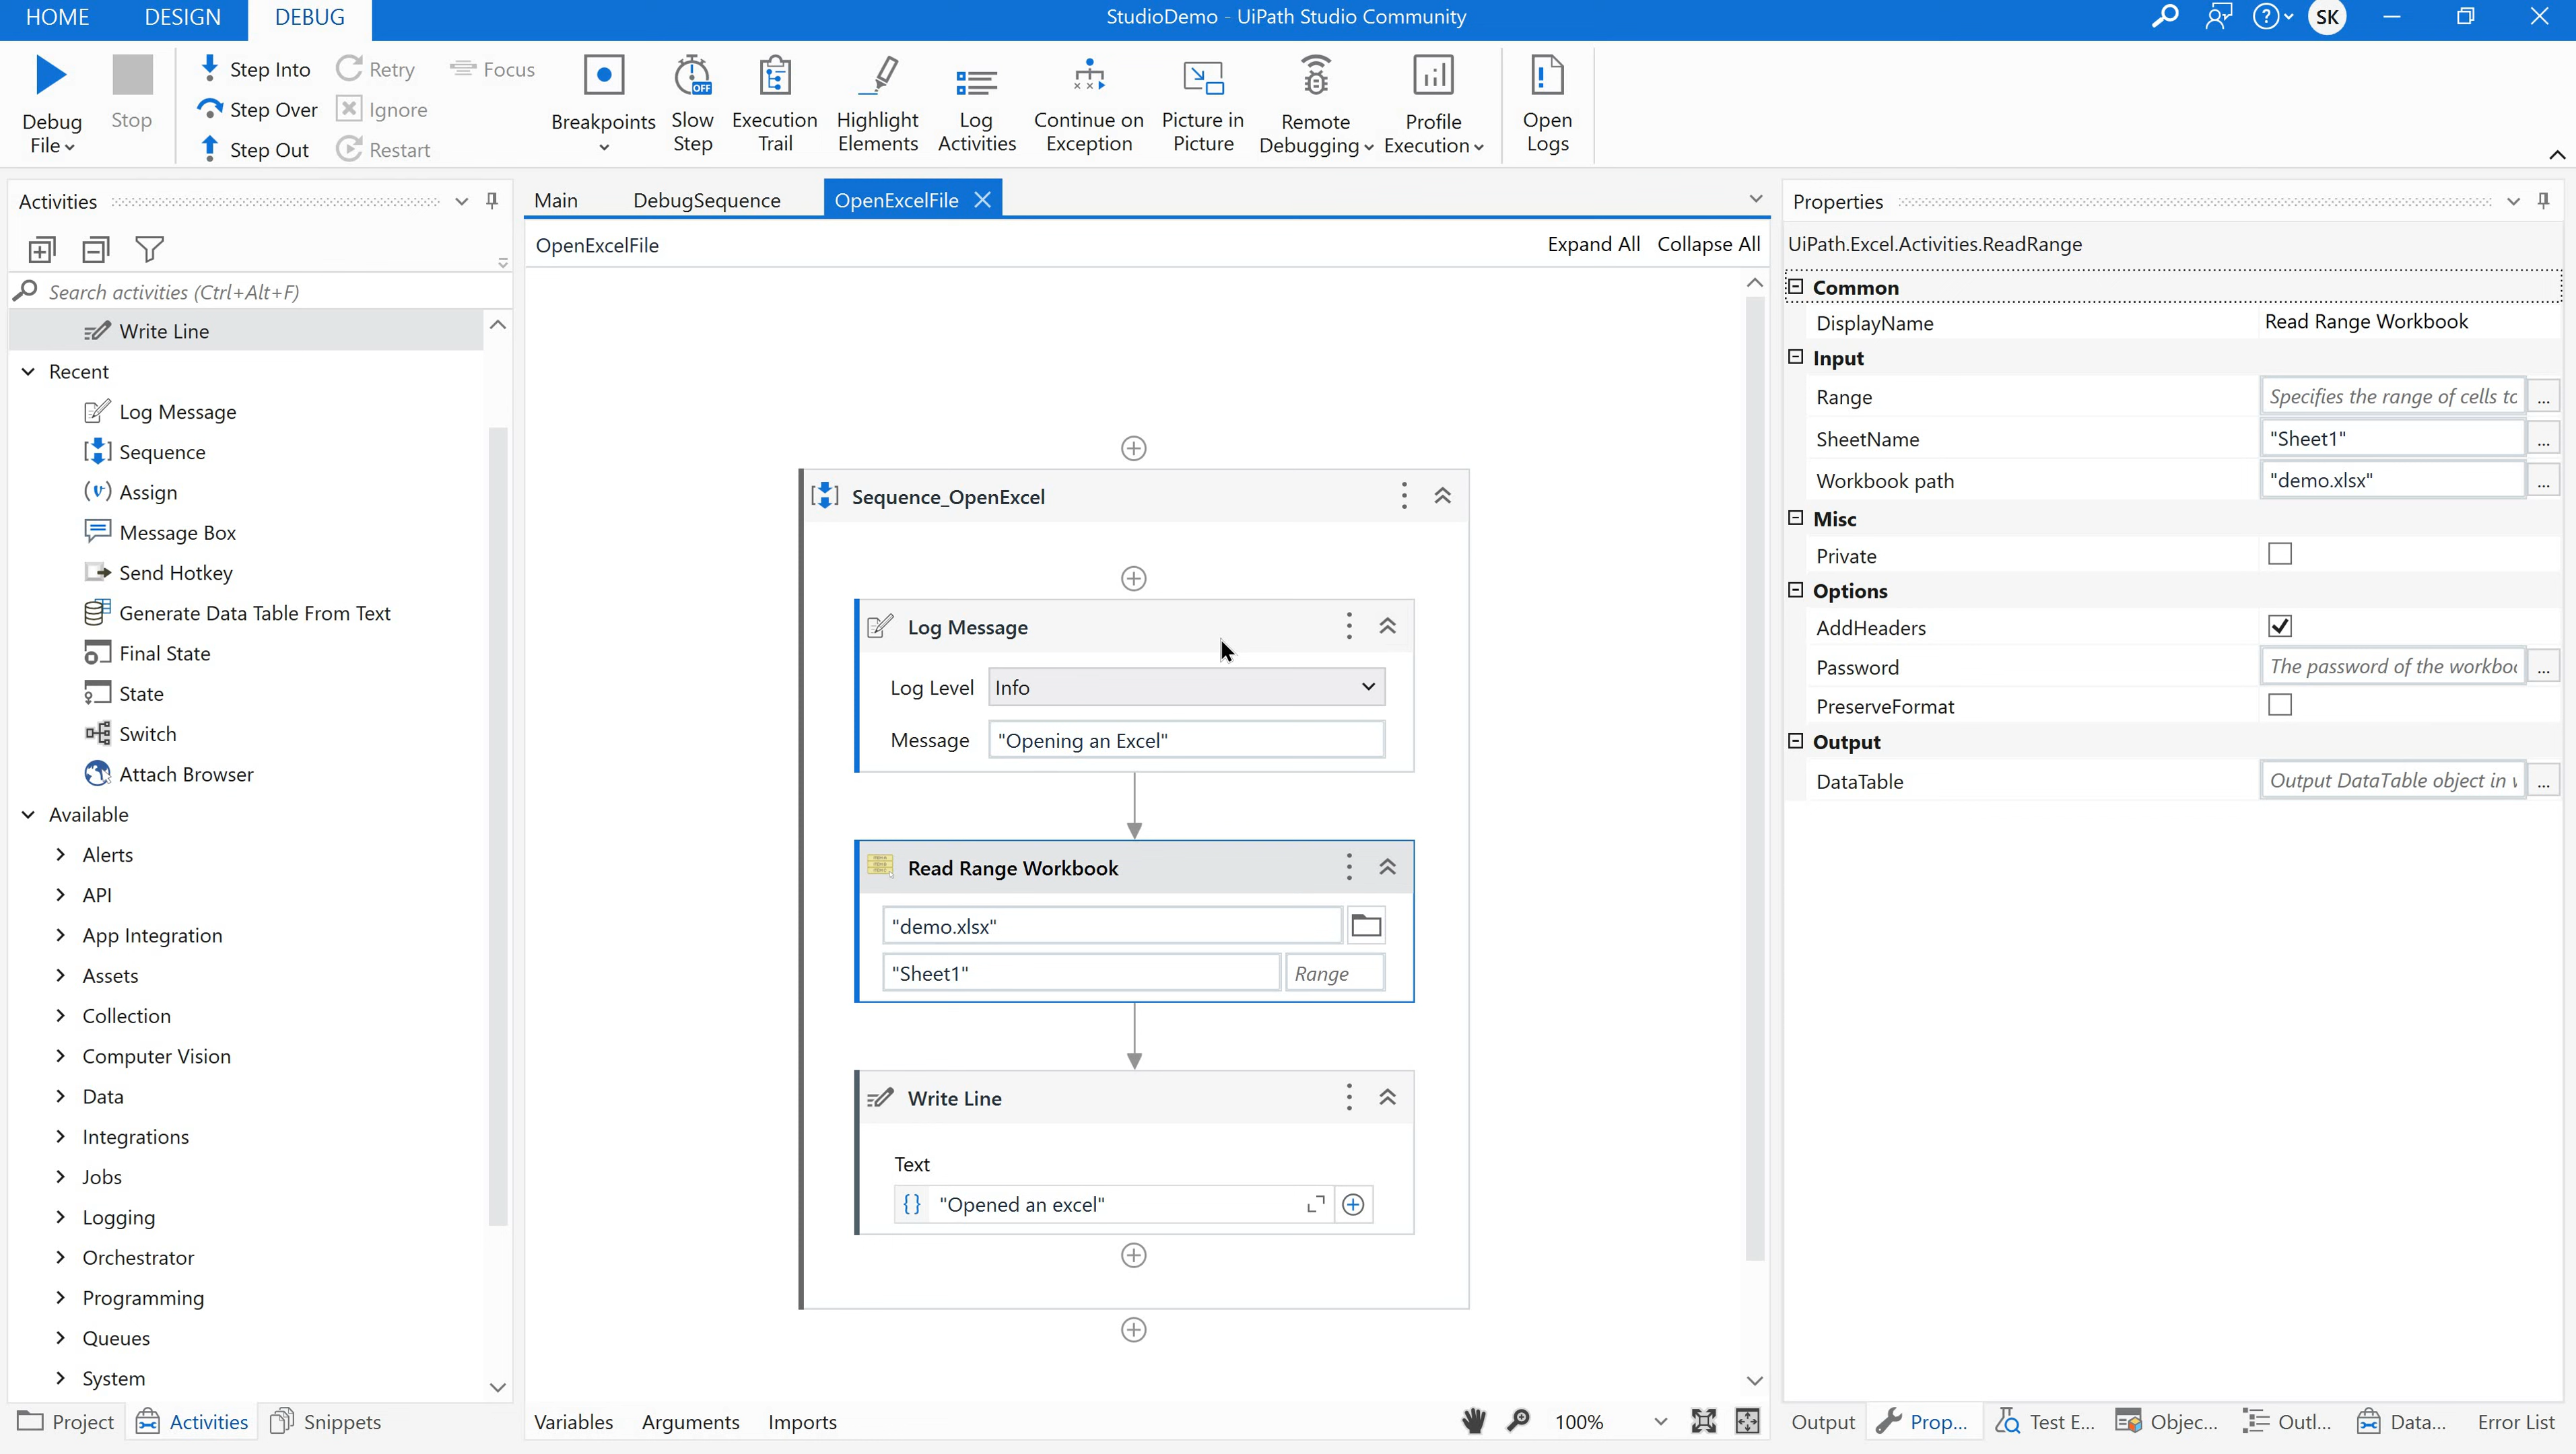 HOME DESIGN DEBUG StudioDemo - UiPath Studio Community SK
Debug File
Stop
Step Into
Step Over
Step Out
Retry
Ignore
Restart
Focus
Breakpoints
Slow Step
OFF
Execution Trail
Highlight Elements
Log Activities
Continue on Exception
Picture in Picture
Remote Debugging
Profile Execution
Open Logs
Activities
Search activities (Ctrl+Alt+F)
Write Line
Recent
Log Message
Sequence
Assign
Message Box
Send Hotkey
Generate Data Table From Text
Final State
State
Switch
Attach Browser
Available
Alerts
API
App Integration
Assets
Collection
Computer Vision
Data
Integrations
Jobs
Logging
Orchestrator
Programming
Queues
System
Project Activities Snippets
Main DebugSequence OpenExcelFile
OpenExcelFile Expand All Collapse All
Sequence_OpenExcel
Log Message
Log Level Info
Message "Opening an Excel"
Read Range Workbook
"demo.xlsx"
"Sheet1" Range
Write Line
Text
{} "Opened an excel"
Variables Arguments Imports 100%
Properties
UiPath.Excel.Activities.ReadRange
Common
DisplayName Read Range Workbook
Input
Range Specifies the range of cells to ...
SheetName "Sheet1" ...
Workbook path "demo.xlsx" ...
Misc
Private
Options
AddHeaders
Password The password of the workboo ...
PreserveFormat
Output
DataTable Output DataTable object in ...
Output Prop... Test E... Objec... Outl... Data... Error List